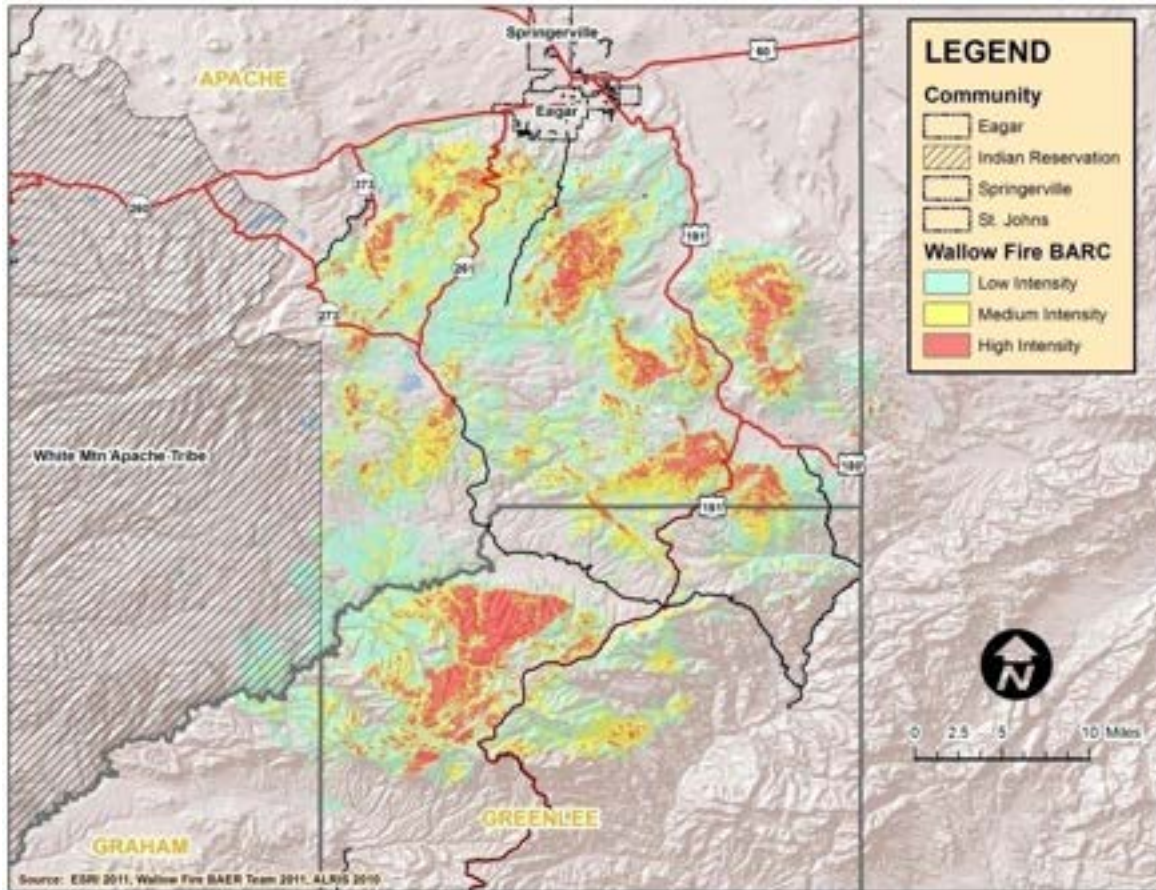 Springerville
60
APACHE
Eagar
373
260
191
261
273
White Mtn Apache Tribe
180
191
GREENLEE
GRAHAM
Source: ESRI 2011, Wallow Fire BAER Team 2011, ALRIS 2010
LEGEND
Community
Eagar
Indian Reservation
Springerville
St. Johns
Wallow Fire BARC
Low Intensity
Medium Intensity
High Intensity
N
0 2.5 5 10 Miles